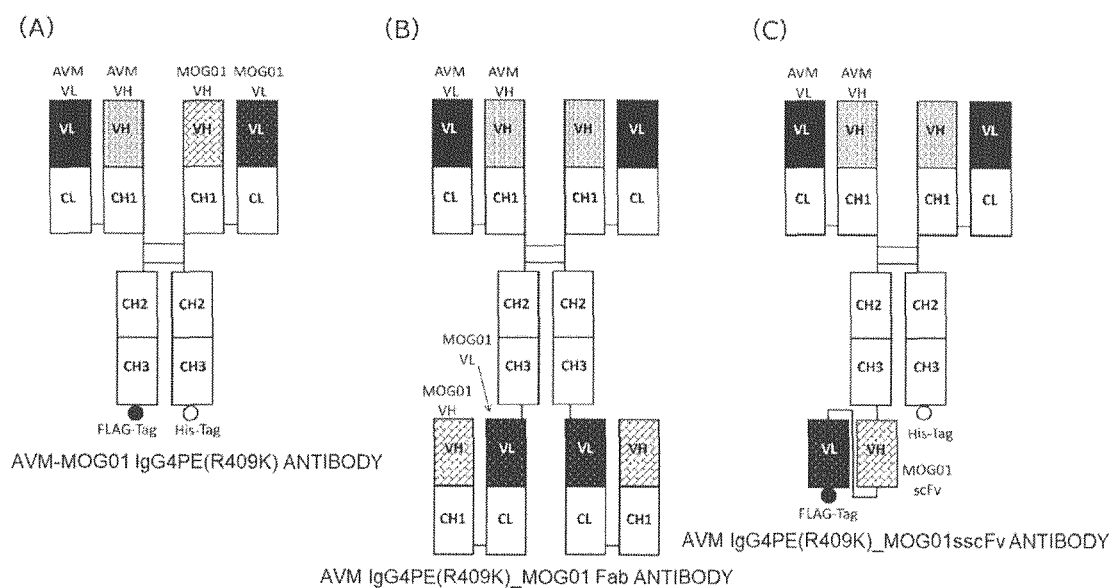 (A)
AVM
VL
AVM
VH
MOG01
VH
MOG01
VL
VL
VH
VH
VL
CL
CH1
CH1
CL
CH2
CH2
CH3
CH3
FLAG-Tag
His-Tag
AVM-MOG01 IgG4PE(R409K) ANTIBODY
(B)
AVM
VL
AVM
VH
VL
VH
VH
VL
CL
CH1
CH1
CL
CH2
CH2
CH3
CH3
MOG01
VL
MOG01
VH
VH
VL
VL
VH
CH1
CL
CL
CH1
AVM IgG4PE(R409K)_MOG01 Fab ANTIBODY
(C)
AVM
VL
AVM
VH
VL
VH
VH
VL
CL
CH1
CH1
CL
CH2
CH2
CH3
CH3
His-Tag
VL
VH
MOG01
scFv
FLAG-Tag
AVM IgG4PE(R409K)_MOG01sscFv ANTIBODY